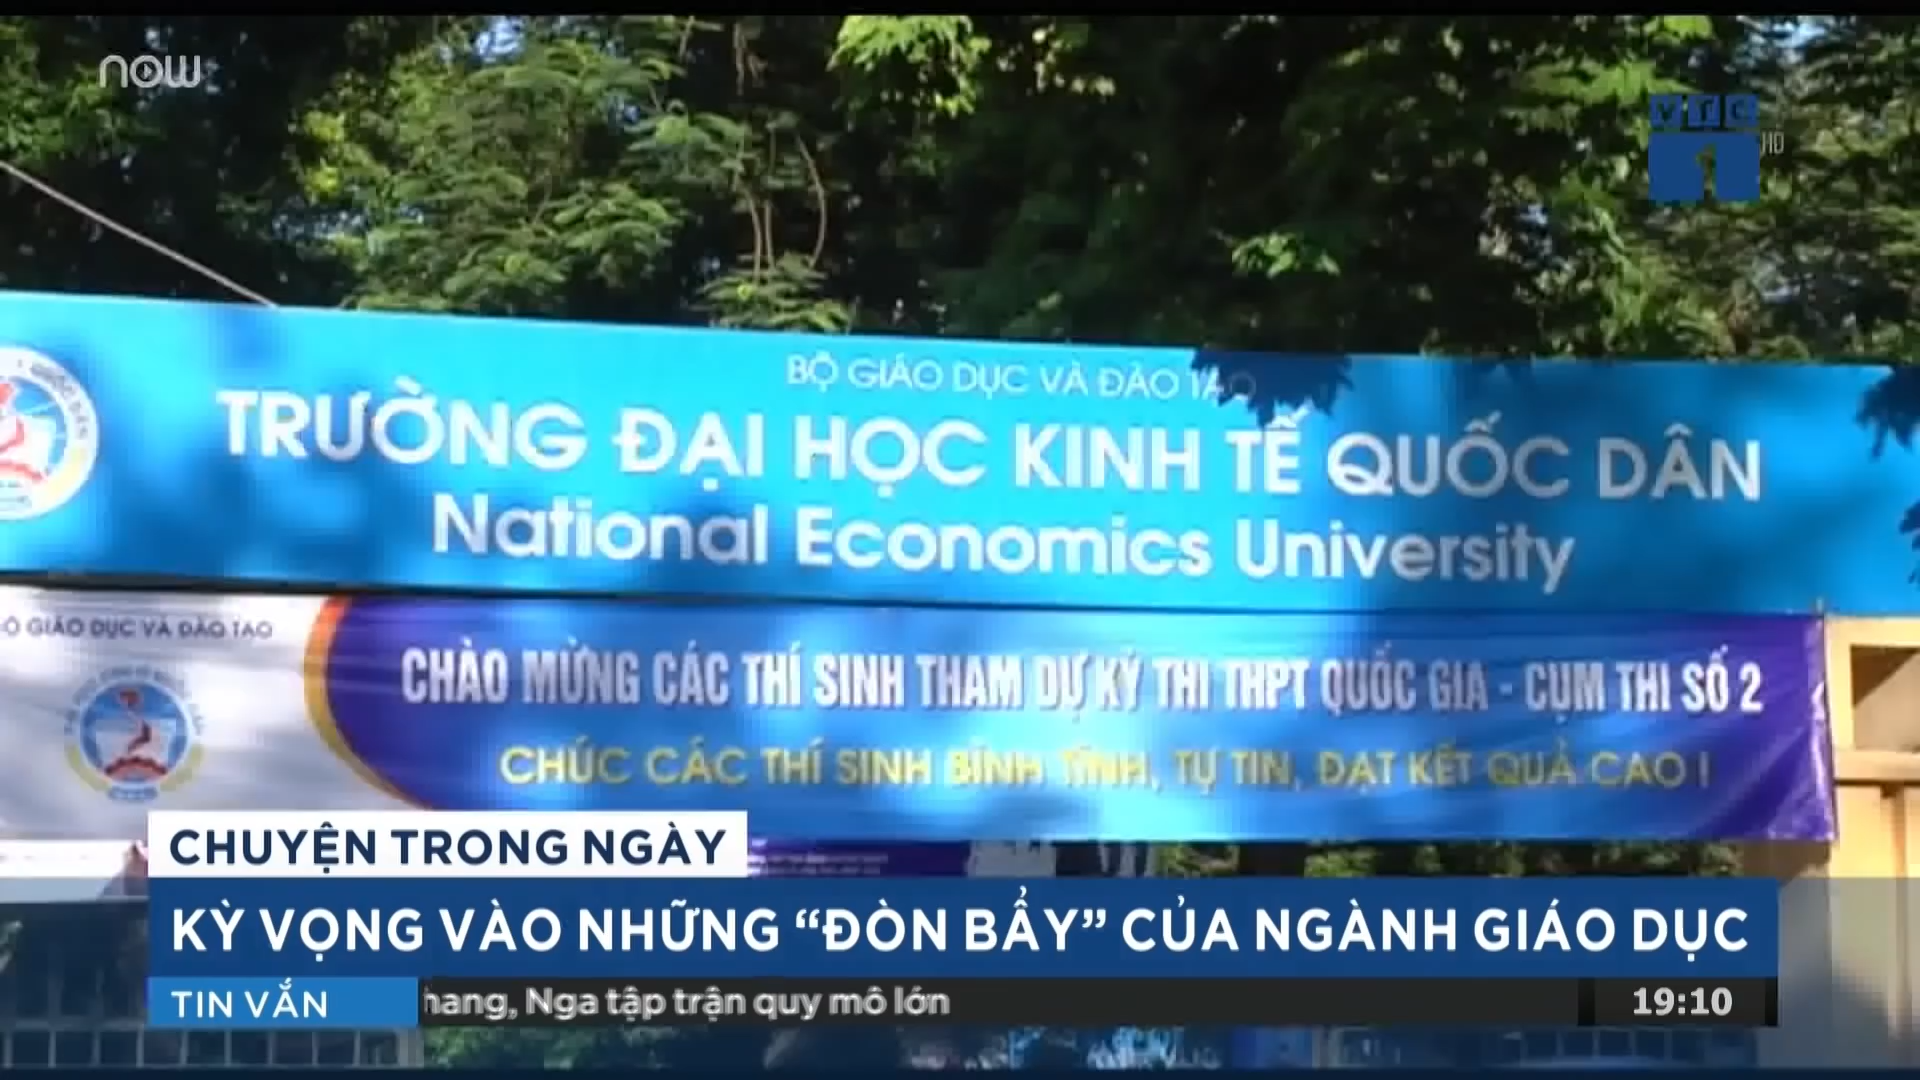 now
VTC
1
HD
BỘ GIÁO DỤC VÀ ĐÀO TẠO
TRƯỜNG ĐẠI HỌC KINH TẾ QUỐC DÂN
National Economics University
GIÁO DỤC VÀ ĐÀO TẠO
CHÀO MỪNG CÁC THÍ SINH THAM DỰ KỲ THI THPT QUỐC GIA - CỤM THI SỐ 2
CHÚC CÁC THÍ SINH BÌNH TĨNH, TỰ TIN, ĐẠT KẾT QUẢ CAO !
CHUYỆN TRONG NGÀY
KỲ VỌNG VÀO NHỮNG “ĐÒN BẨY” CỦA NGÀNH GIÁO DỤC
TIN VẮN
hang, Nga tập trận quy mô lớn
19:10